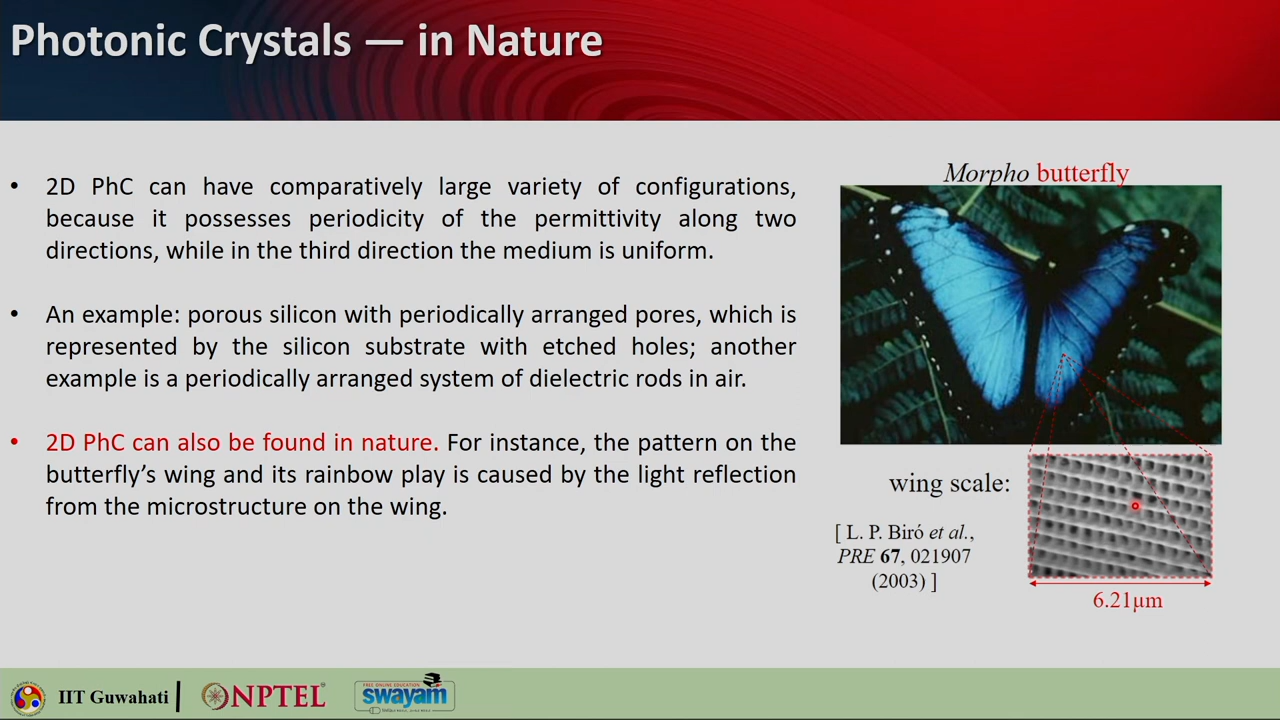 Photonic Crystals — in Nature
• 2D PhC can have comparatively large variety of configurations,
because it possesses periodicity of the permittivity along two
directions, while in the third direction the medium is uniform.
• An example: porous silicon with periodically arranged pores, which is
represented by the silicon substrate with etched holes; another
example is a periodically arranged system of dielectric rods in air.
• 2D PhC can also be found in nature. For instance, the pattern on the
butterfly’s wing and its rainbow play is caused by the light reflection
from the microstructure on the wing.
Morpho butterfly
wing scale:
[ L. P. Biró et al.,
PRE 67, 021907
(2003) ]
6.21µm
IIT Guwahati
NPTEL
FREE ONLINE EDUCATION
swayam